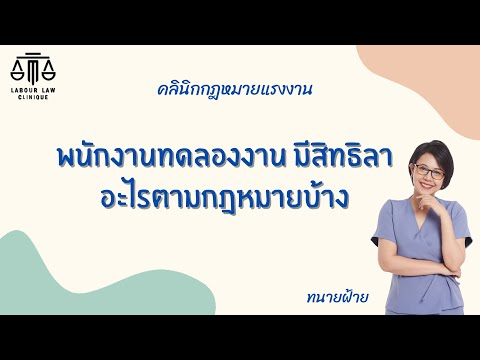 LABOUR LAW
CLINIQUE
คลินิกกฎหมายแรงงาน
พนักงานทดลองงาน มีสิทธิลา
อะไรตามกฎหมายบ้าง
ทนายฝ้าย